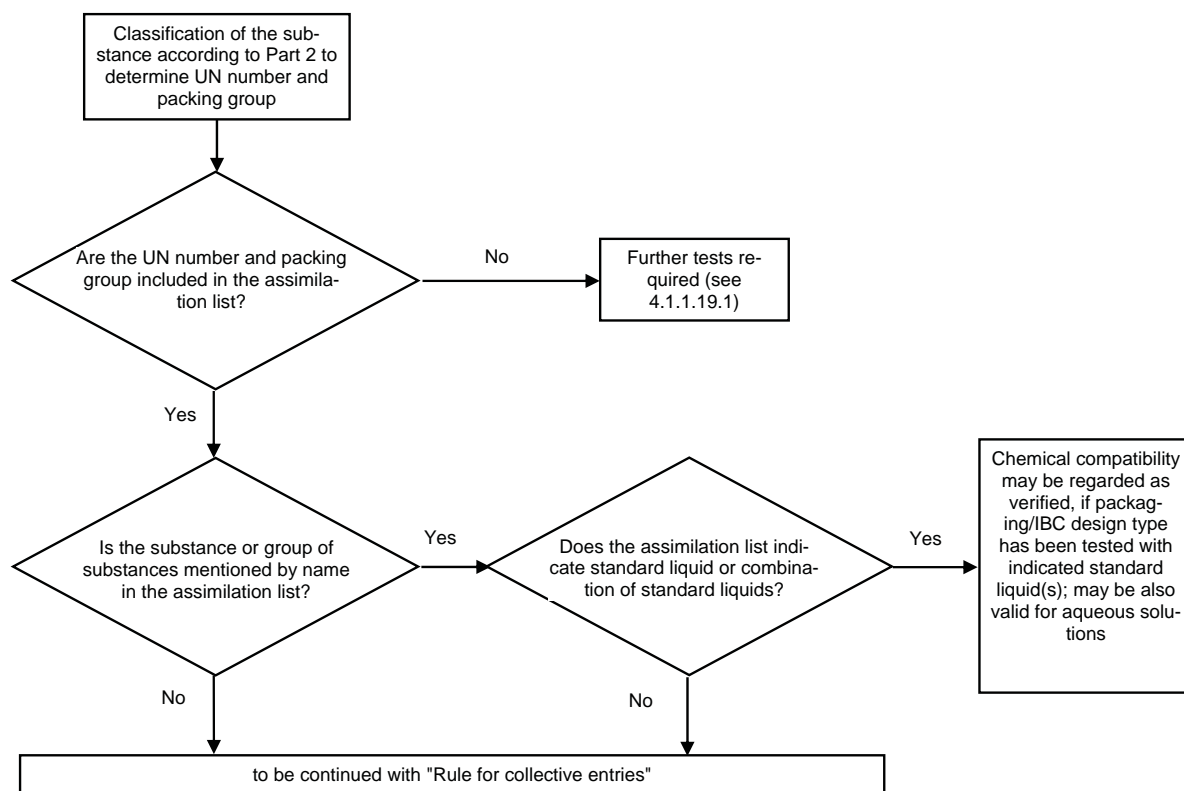 Classification of the sub-
stance according to Part 2 to
determine UN number and
packing group
Are the UN number and packing
group included in the assimila-
tion list?
No
Further tests re-
quired (see
4.1.1.19.1)
Yes
Is the substance or group of
substances mentioned by name
in the assimilation list?
Yes
Does the assimilation list indi-
cate standard liquid or combina-
tion of standard liquids?
Yes
Chemical compatibility
may be regarded as
verified, if packag-
ing/IBC design type
has been tested with
indicated standard
liquid(s); may be also
valid for aqueous solu-
tions
No
No
to be continued with "Rule for collective entries"